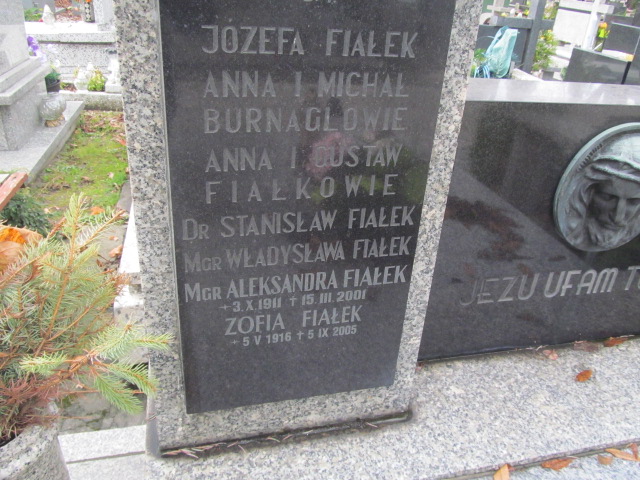 JÓZEFA FIAŁEK
ANNA I MICHAŁ
BURNAGLOWIE
ANNA I GUSTAW
FIAŁKOWIE
DR STANISŁAW FIAŁEK
MGR WŁADYSŁAWA FIAŁEK
MGR ALEKSANDRA FIAŁEK
+ 3.X.1911 + 15.III.2001
ZOFIA FIAŁEK
+ 5 V 1916 + 5 IX 2005
JEZU UFAM